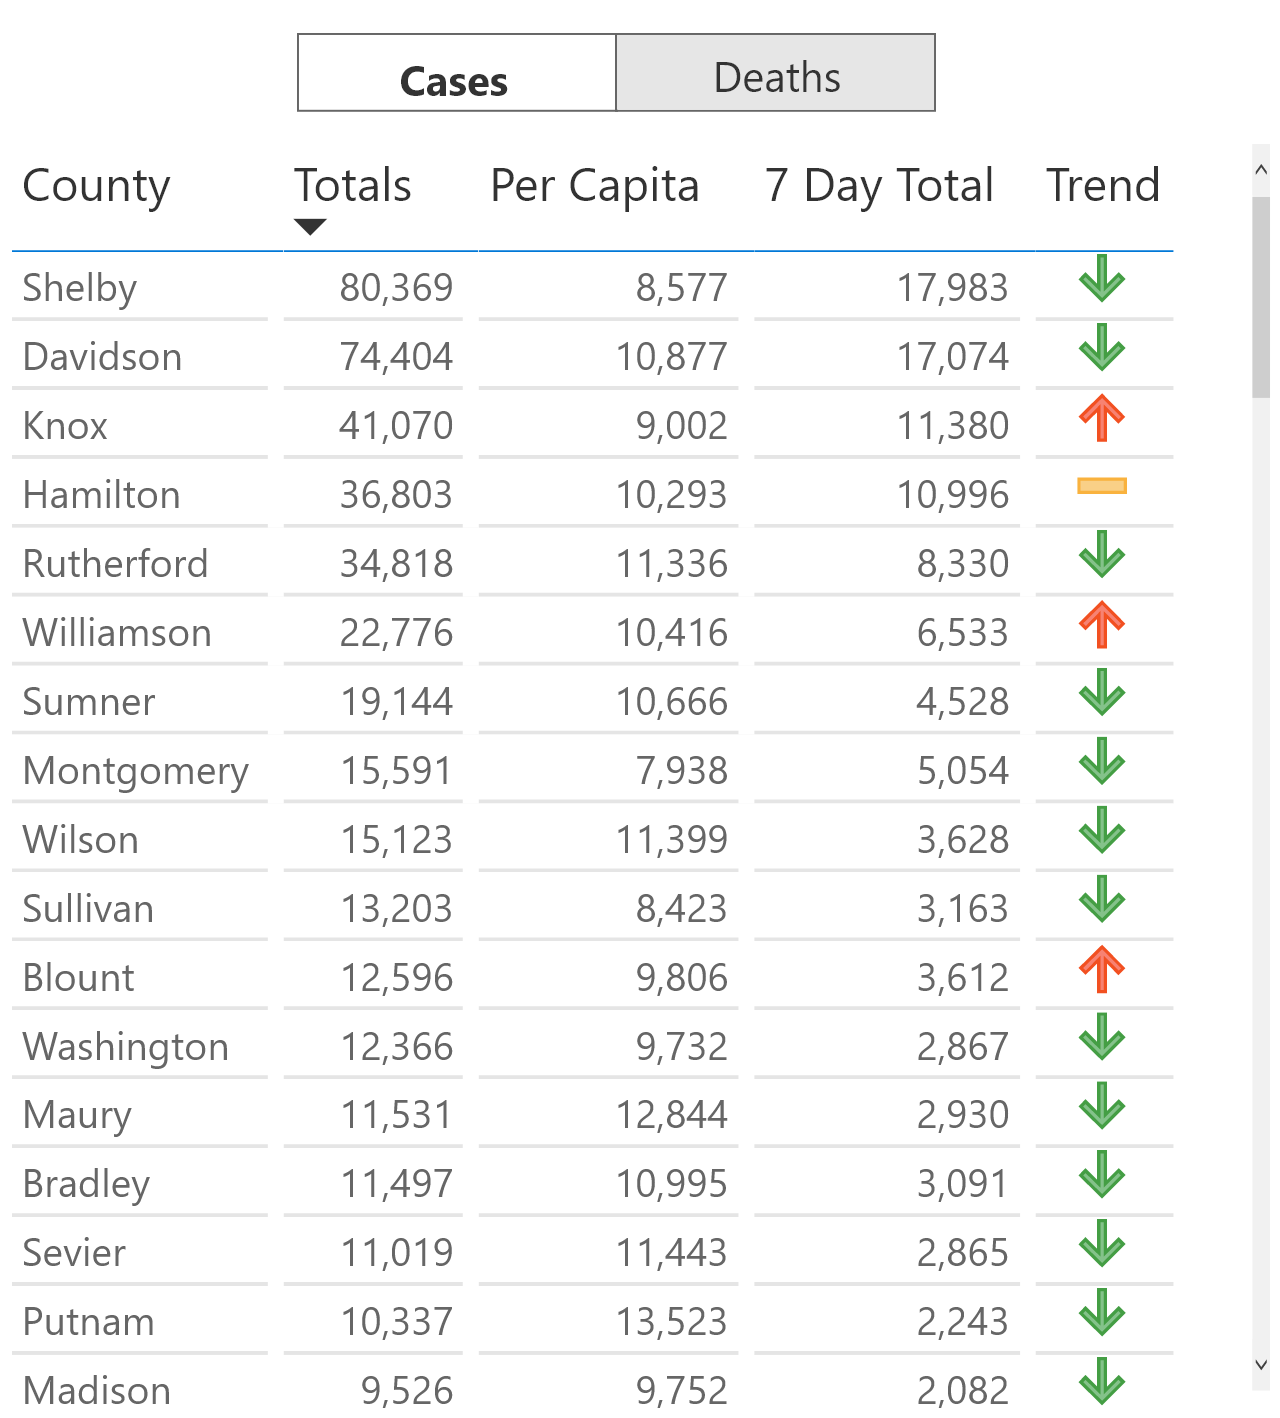 Cases Deaths
County Totals Per Capita 7 Day Total Trend
Shelby 80,369 8,577 17,983
Davidson 74,404 10,877 17,074
Knox 41,070 9,002 11,380
Hamilton 36,803 10,293 10,996
Rutherford 34,818 11,336 8,330
Williamson 22,776 10,416 6,533
Sumner 19,144 10,666 4,528
Montgomery 15,591 7,938 5,054
Wilson 15,123 11,399 3,628
Sullivan 13,203 8,423 3,163
Blount 12,596 9,806 3,612
Washington 12,366 9,732 2,867
Maury 11,531 12,844 2,930
Bradley 11,497 10,995 3,091
Sevier 11,019 11,443 2,865
Putnam 10,337 13,523 2,243
Madison 9,526 9,752 2,082